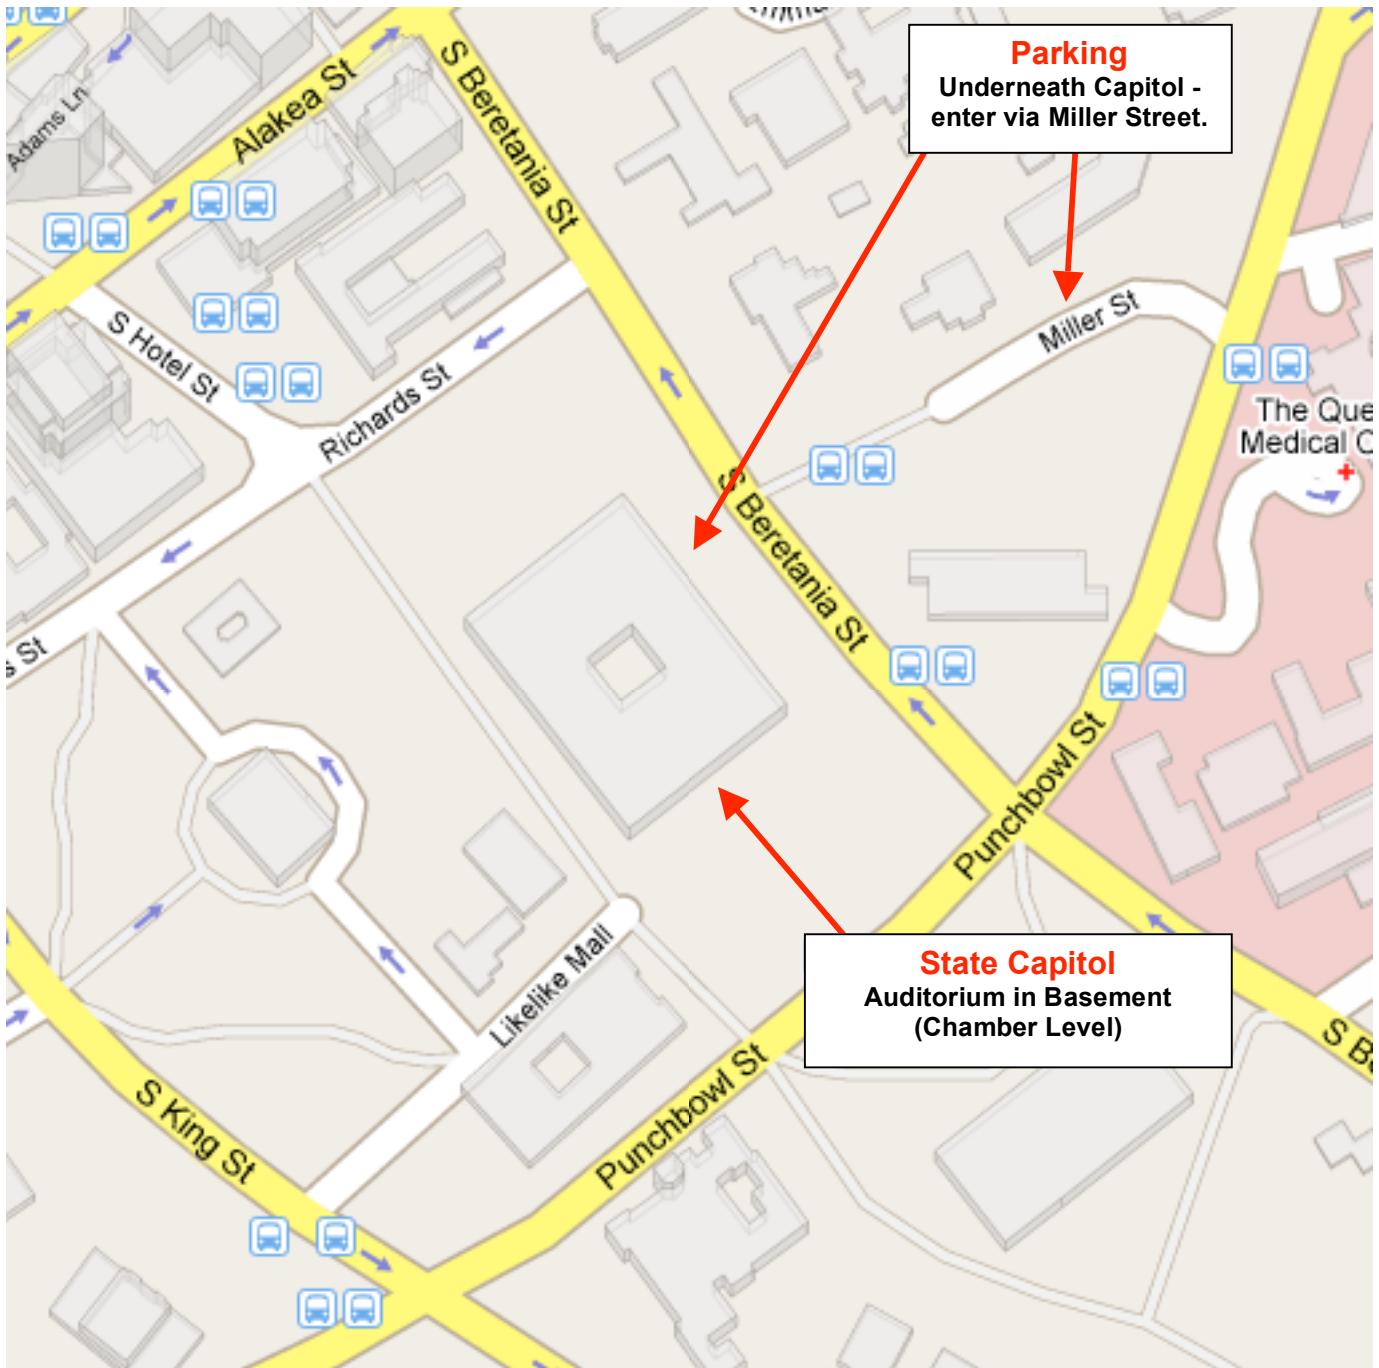 Parking
Underneath Capitol -
enter via Miller Street.
S Beretania St
Alakea St
Adams Ln
S Hotel St
Richards St
Miller St
The Que
Medical C
S Beretania St
s St
Punchbowl St
State Capitol
Auditorium in Basement
(Chamber Level)
Likelike Mall
S Be
Punchbowl St
S King St